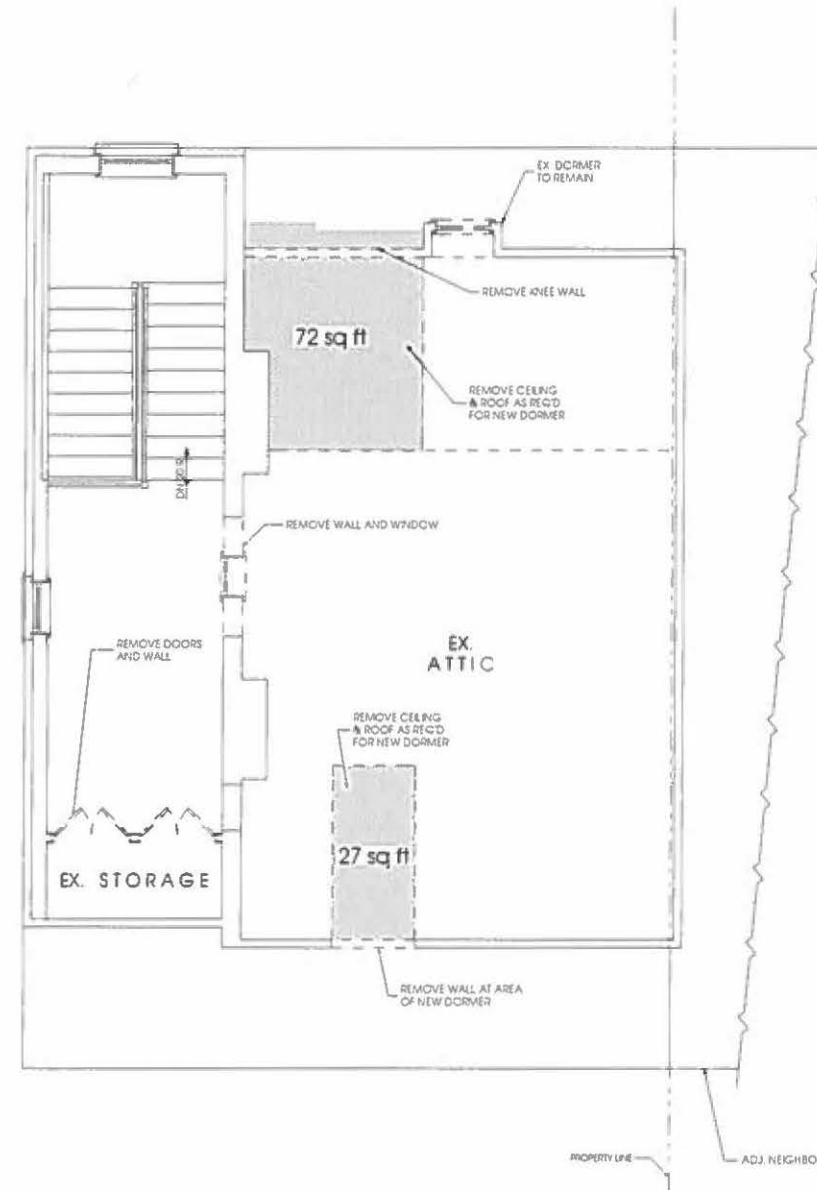 EX. DORMER
TO REMAIN
REMOVE KNEE WALL
72 sq ft
REMOVE CEILING
& ROOF AS REQ'D
FOR NEW DORMER
REMOVE WALL AND WINDOW
REMOVE DOORS
AND WALL
EX.
ATTIC
REMOVE CEILING
& ROOF AS REQ'D
FOR NEW DORMER
27 sq ft
EX. STORAGE
REMOVE WALL AT AREA
OF NEW DORMER
PROPERTY LINE
ADJ. NEIGHBO